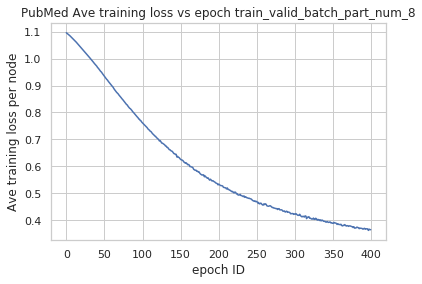 PubMed Ave training loss vs epoch train_valid_batch_part_num_8
Ave training loss per node
1.1
1.0
0.9
0.8
0.7
0.6
0.5
0.4
0 50 100 150 200 250 300 350 400
epoch ID